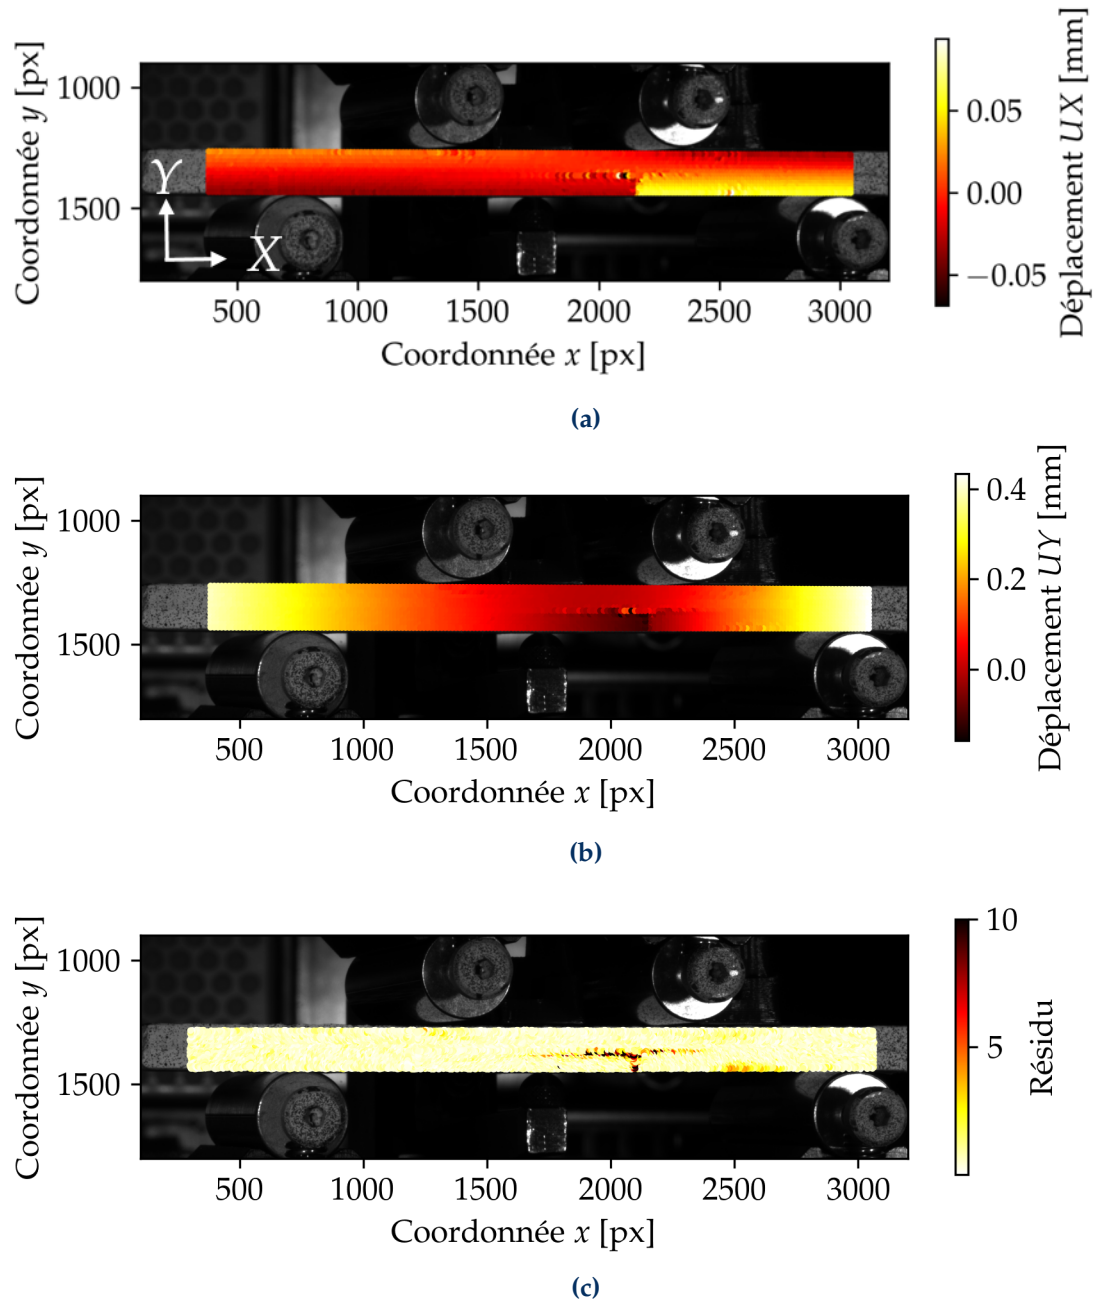 Coordonnée y [px]
1000
1500
Y
X
500
1000
1500
2000
2500
3000
Coordonnée x [px]
0.05
0.00
−0.05
Déplacement UX [mm]
(a)
Coordonnée y [px]
1000
1500
500
1000
1500
2000
2500
3000
Coordonnée x [px]
0.4
0.2
0.0
Déplacement UY [mm]
(b)
Coordonnée y [px]
1000
1500
500
1000
1500
2000
2500
3000
Coordonnée x [px]
10
5
Résidu
(c)